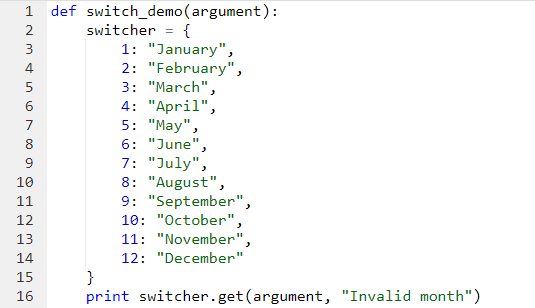 1 def switch_demo(argument):
2     switcher = {
3         1: "January",
4         2: "February",
5         3: "March",
6         4: "April",
7         5: "May",
8         6: "June",
9         7: "July",
10         8: "August",
11         9: "September",
12         10: "October",
13         11: "November",
14         12: "December"
15     }
16     print switcher.get(argument, "Invalid month")